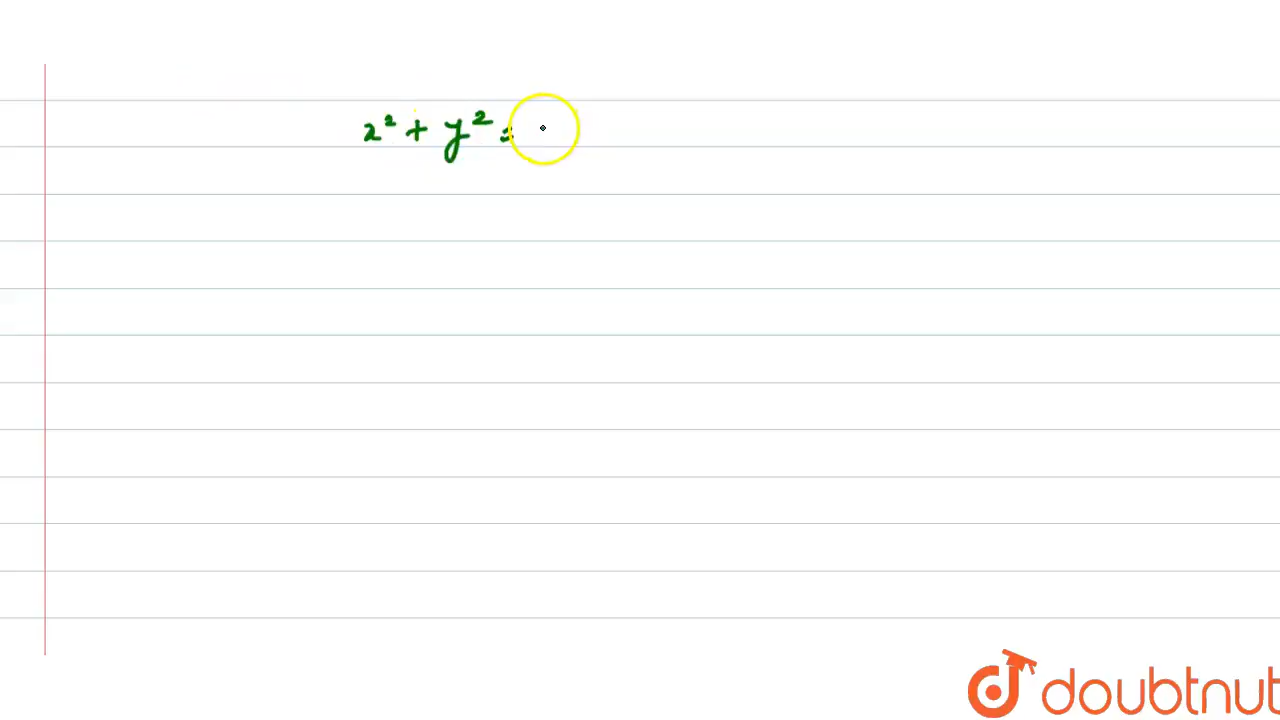 x² + y² =
doubtnut